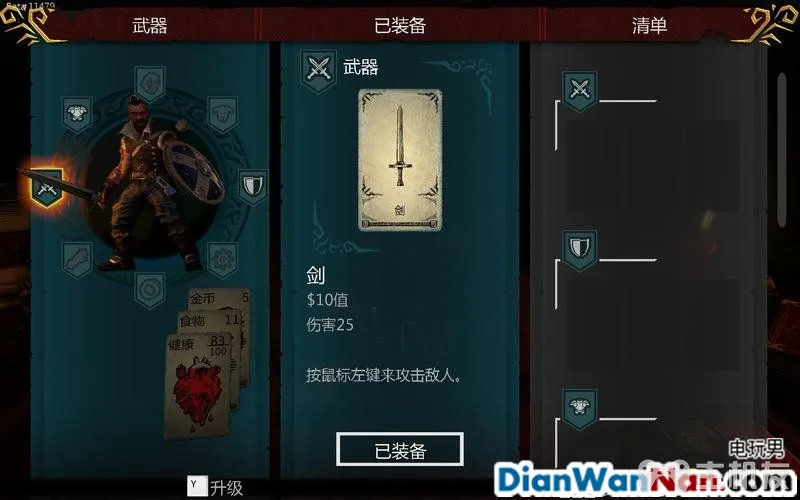 Beta11479
武器
已装备
清单
武器
剑
剑
$10值
伤害25
按鼠标左键来攻击敌人。
已装备
金币 5
食物 11
健康 83
100
Y 升级
电玩男
DianWanNan.com